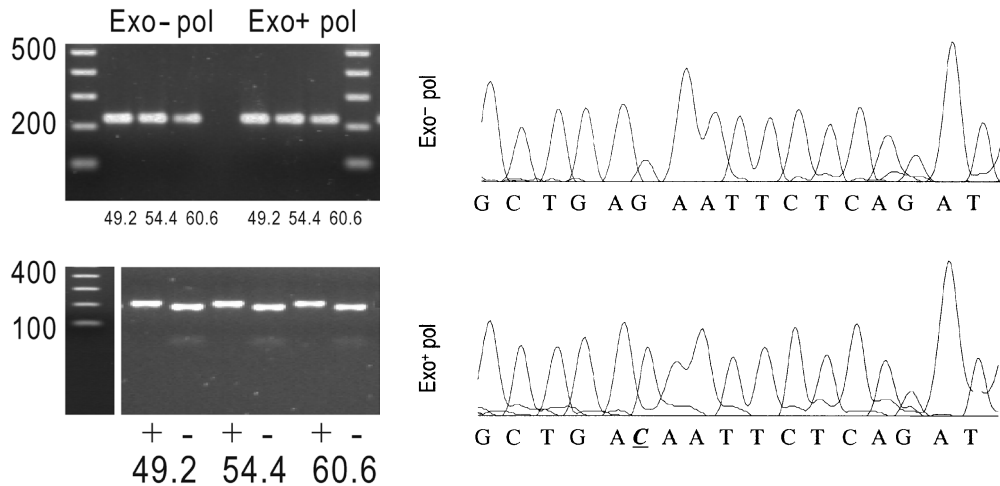 Exo– pol Exo+ pol
500
200
49.2 54.4 60.6 49.2 54.4 60.6
400
100
+ - + - + -
49.2 54.4 60.6
Exo– pol
G C T G A G A A T T C T C A G A T
Exo+ pol
G C T G A C A A T T C T C A G A T